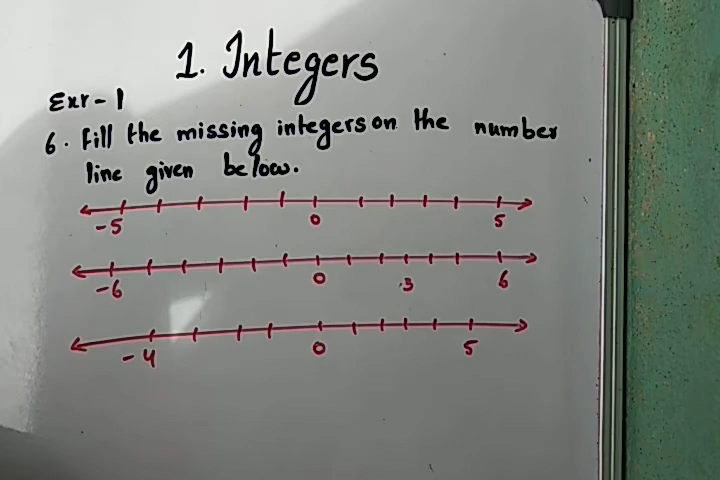 1. Integers
Exr-1
6. Fill the missing integers on the number
line given below.
-5 0 5
-6 0 3 6
-4 0 5